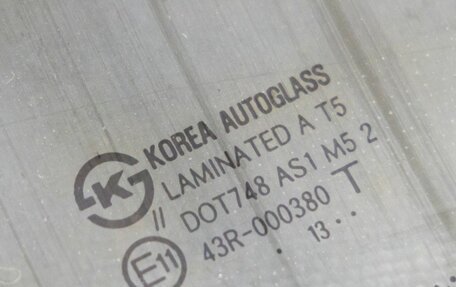 K KOREA AUTOGLASS
LAMINATED A T5
// DOT748 AS1 M5 2
E11 43R-000380 T
. 13 . .